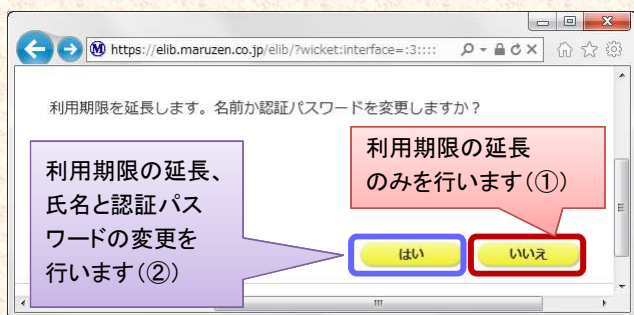 https://elib.maruzen.co.jp/elib/?wicket:interface=:3::::
利用期限を延長します。名前か認証パスワードを変更しますか？
利用期限の延長
のみを行います(①)
利用期限の延長、
氏名と認証パス
ワードの変更を
行います(②)
はい
いいえ